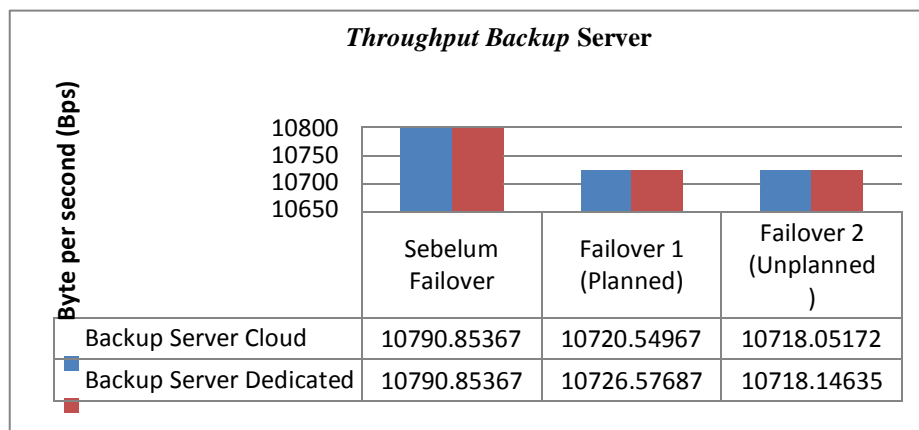 Throughput Backup Server
Byte per second (Bps)
10800
10750
10700
10650
Sebelum
Failover
Failover 1
(Planned)
Failover 2
(Unplanned
)
Backup Server Cloud 10790.85367 10720.54967 10718.05172
Backup Server Dedicated 10790.85367 10726.57687 10718.14635